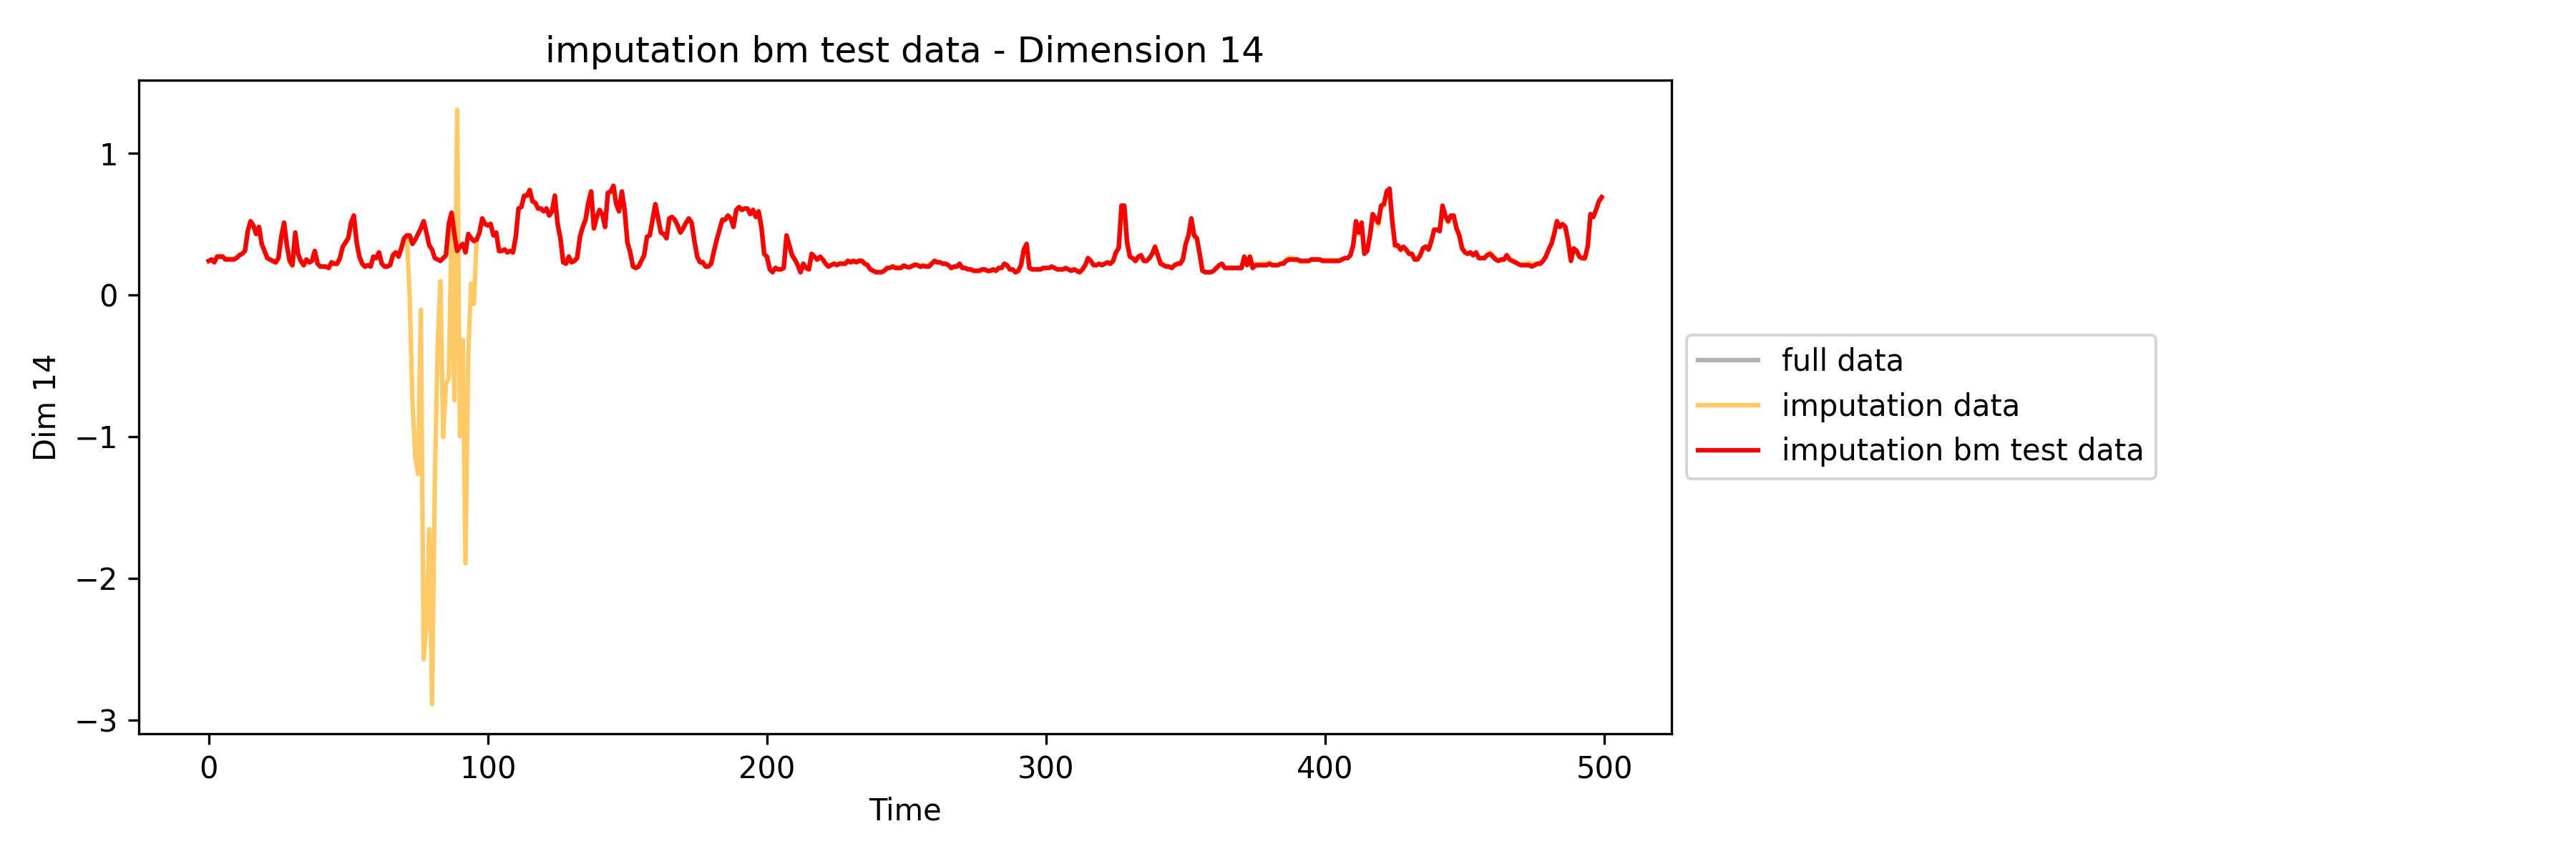 imputation bm test data - Dimension 14
1
0
−1
−2
−3
Dim 14
0 100 200 300 400 500
Time
full data
imputation data
imputation bm test data